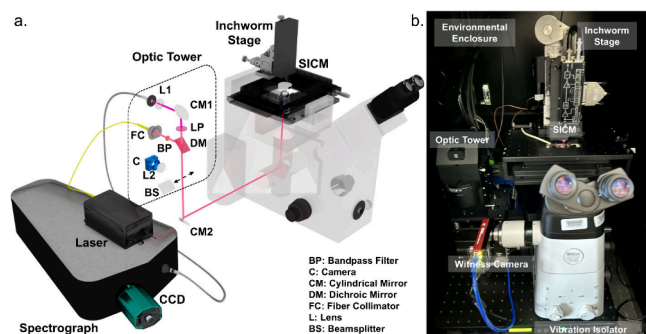 a.
Optic Tower
Inchworm
Stage
SICM
L1
CM1
LP
FC
BP
DM
C
L2
BS
CM2
Laser
CCD
Spectrograph
BP: Bandpass Filter
C: Camera
CM: Cylindrical Mirror
DM: Dichroic Mirror
FC: Fiber Collimator
L: Lens
BS: Beamsplitter
b.
Environmental
Enclosure
Inchworm
Stage
SICM
Optic Tower
Witness Camera
Vibration Isolator